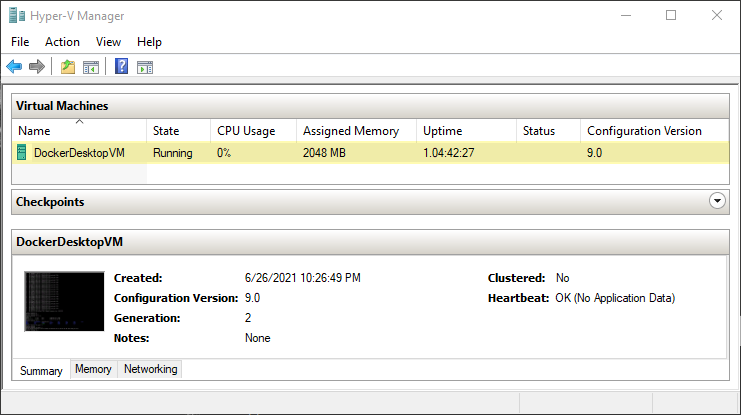 Hyper-V Manager
File Action View Help
Virtual Machines
Name State CPU Usage Assigned Memory Uptime Status Configuration Version
DockerDesktopVM Running 0% 2048 MB 1.04:42:27 9.0
Checkpoints
DockerDesktopVM
Created: 6/26/2021 10:26:49 PM Clustered: No
Configuration Version: 9.0 Heartbeat: OK (No Application Data)
Generation: 2
Notes: None
Summary Memory Networking